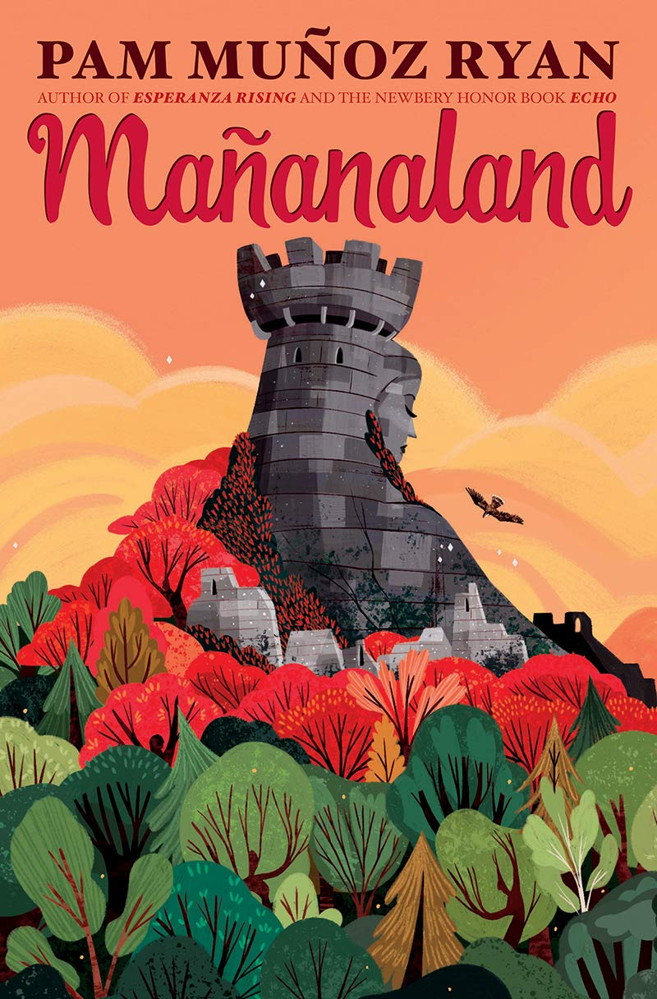 PAM MUÑOZ RYAN
AUTHOR OF ESPERANZA RISING AND THE NEWBERY HONOR BOOK ECHO
Mañanaland